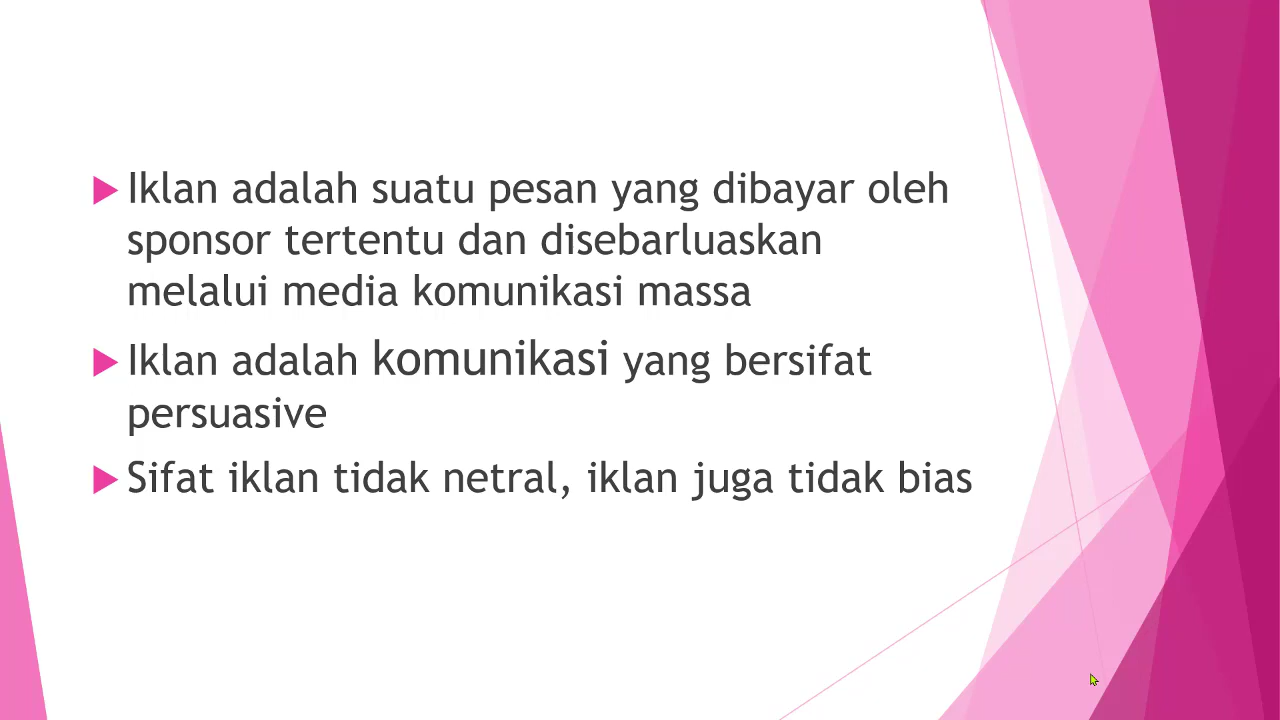 Iklan adalah suatu pesan yang dibayar oleh
sponsor tertentu dan disebarluaskan
melalui media komunikasi massa
Iklan adalah komunikasi yang bersifat
persuasive
Sifat iklan tidak netral, iklan juga tidak bias